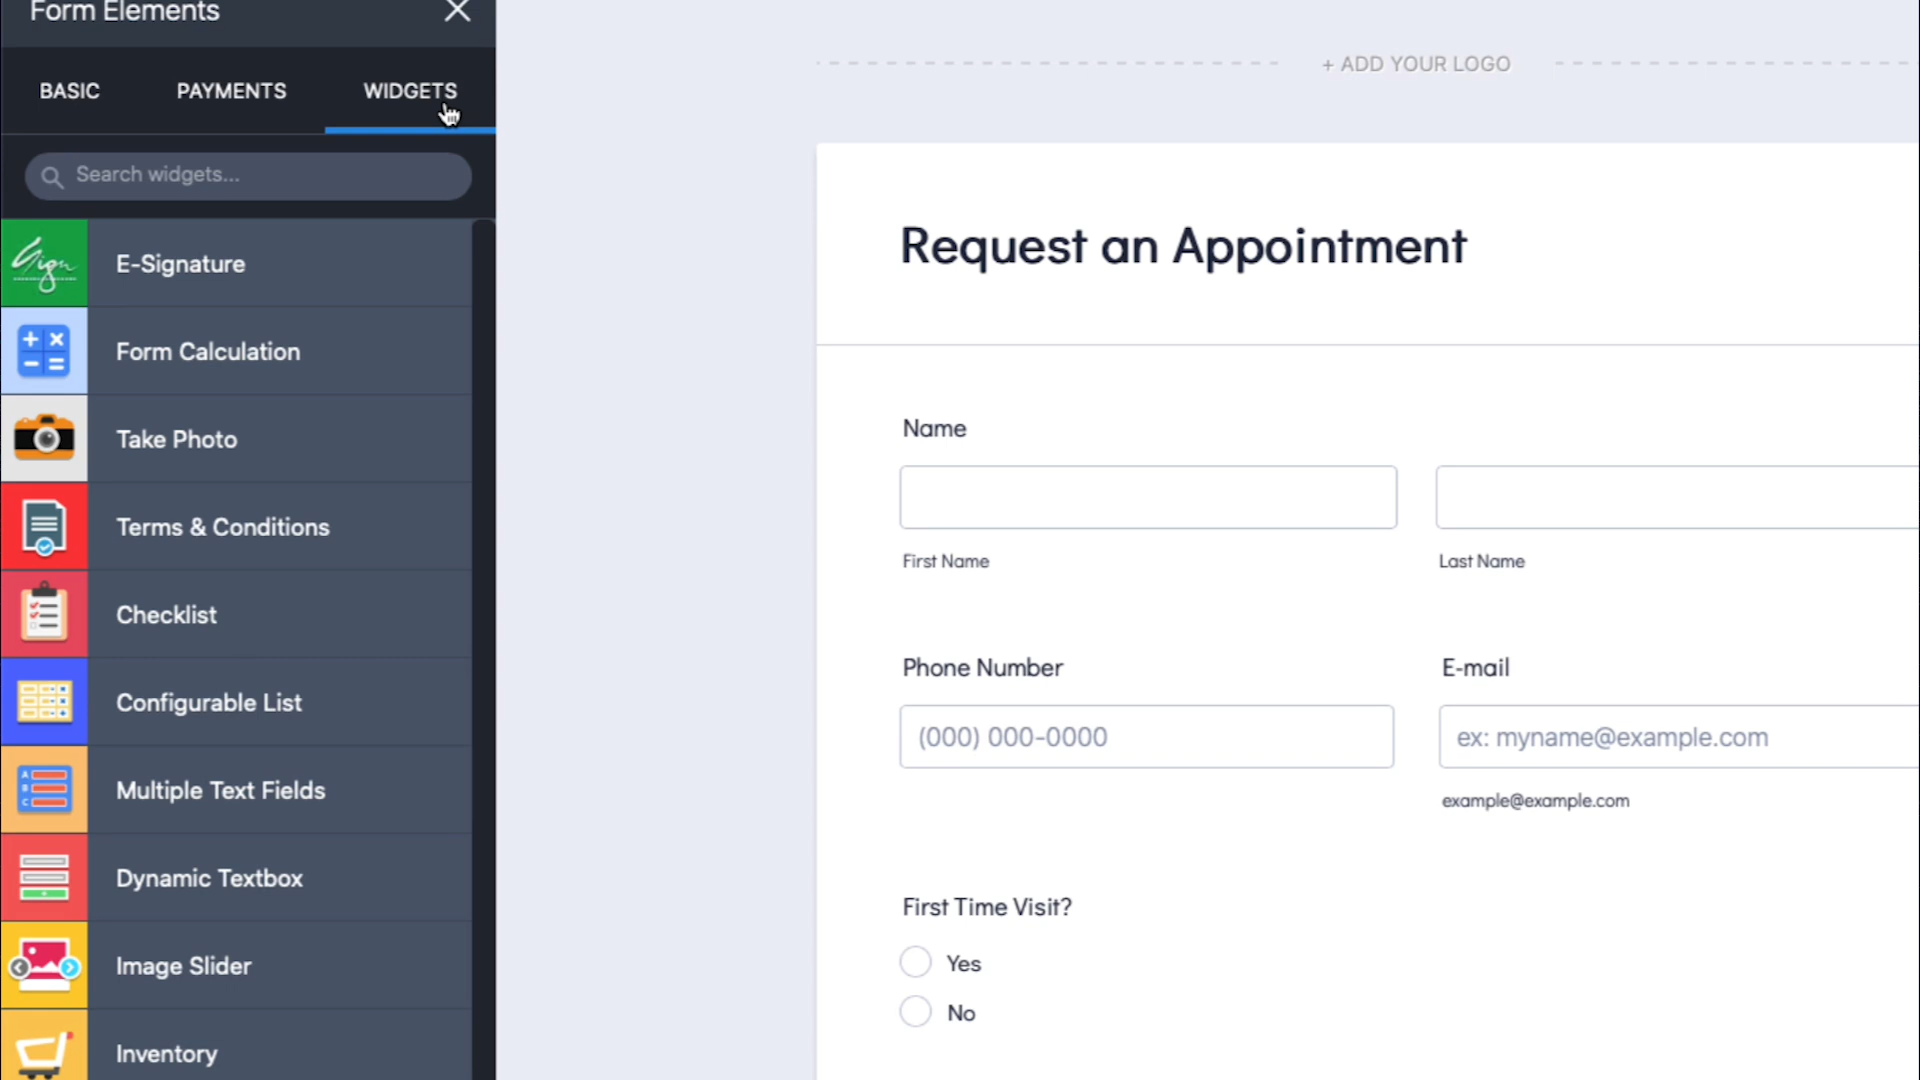 Form Elements
BASIC
PAYMENTS
WIDGETS
Search widgets...
Sign
E-Signature
Form Calculation
Take Photo
Terms & Conditions
Checklist
Configurable List
A
B
C
Multiple Text Fields
Dynamic Textbox
Image Slider
Inventory
+ ADD YOUR LOGO
Request an Appointment
Name
First Name
Last Name
Phone Number
E-mail
(000) 000-0000
ex: myname@example.com
example@example.com
First Time Visit?
Yes
No